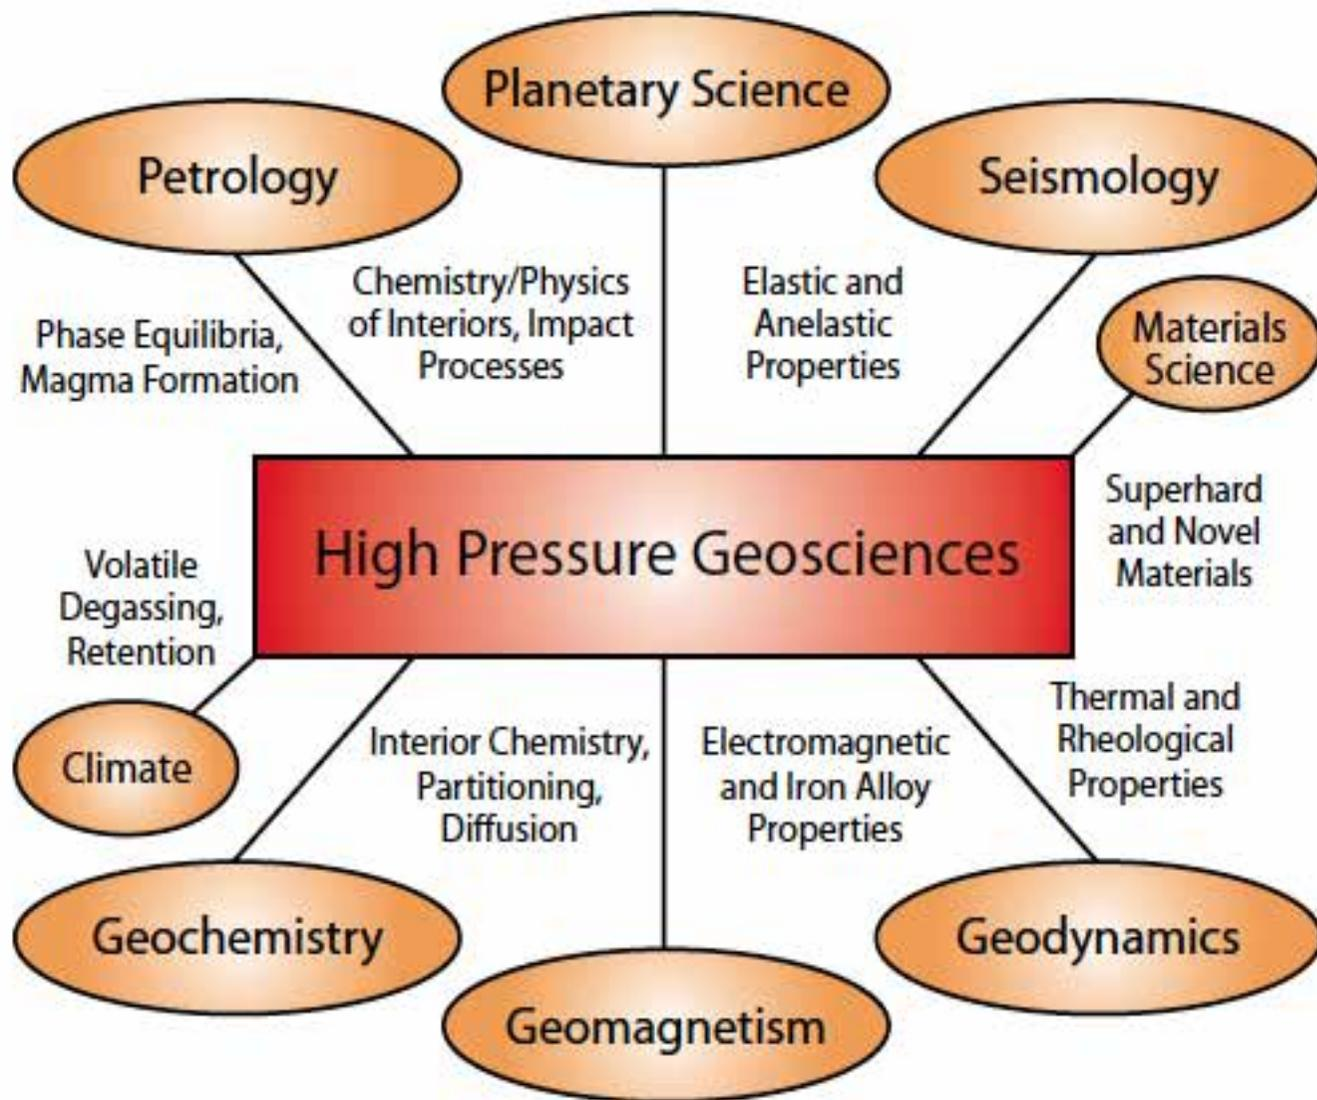 Planetary Science
Petrology
Seismology
Chemistry/Physics
of Interiors, Impact
Processes
Elastic and
Anelastic
Properties
Phase Equilibria,
Magma Formation
Materials
Science
High Pressure Geosciences
Superhard
and Novel
Materials
Volatile
Degassing,
Retention
Climate
Interior Chemistry,
Partitioning,
Diffusion
Electromagnetic
and Iron Alloy
Properties
Thermal and
Rheological
Properties
Geochemistry
Geomagnetism
Geodynamics